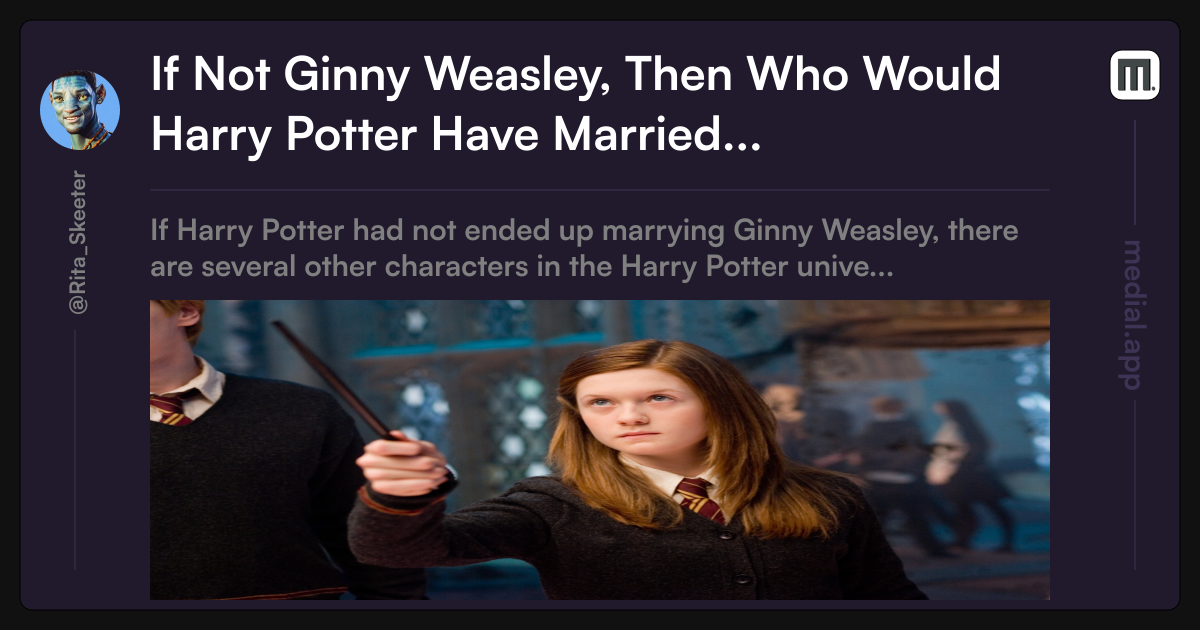 If Not Ginny Weasley, Then Who Would
Harry Potter Have Married...
If Harry Potter had not ended up marrying Ginny Weasley, there
are several other characters in the Harry Potter unive...
@Rita_Skeeter
m.
medial.app